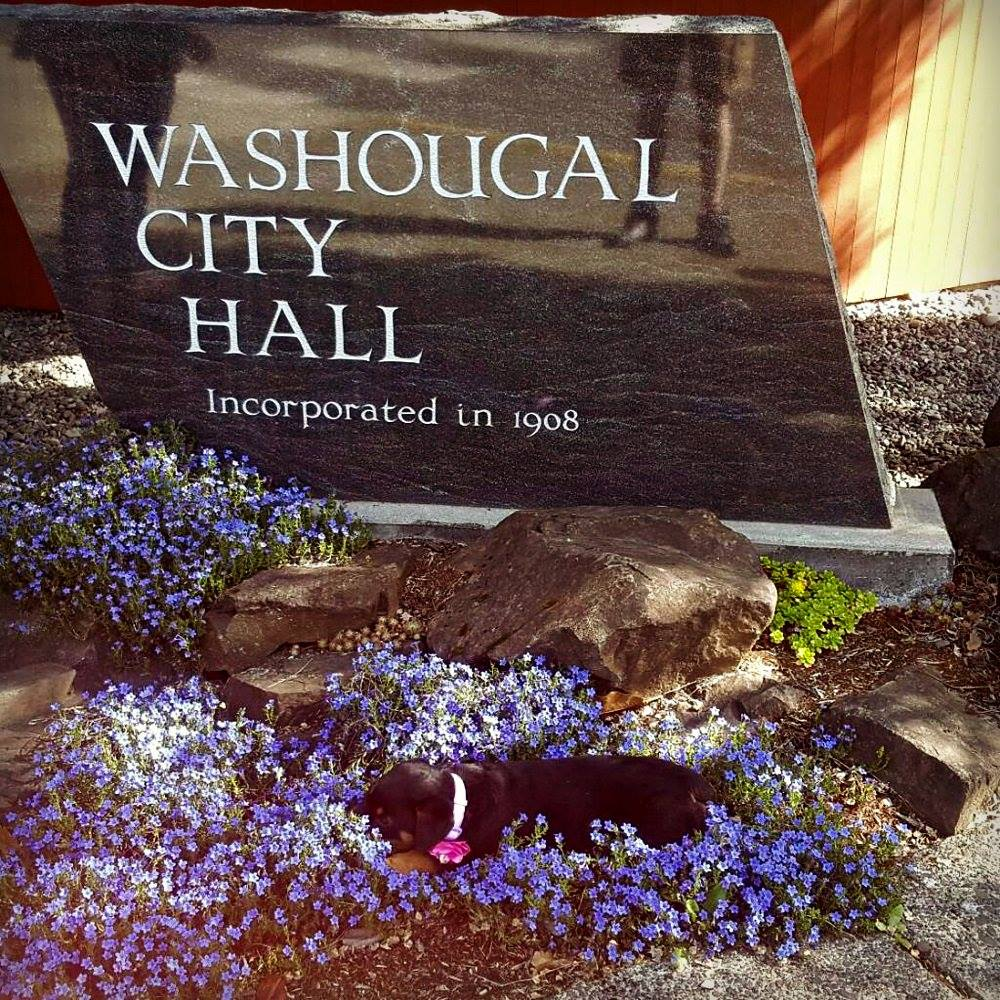 WASHOUGAL
CITY
HALL
Incorporated in 1908